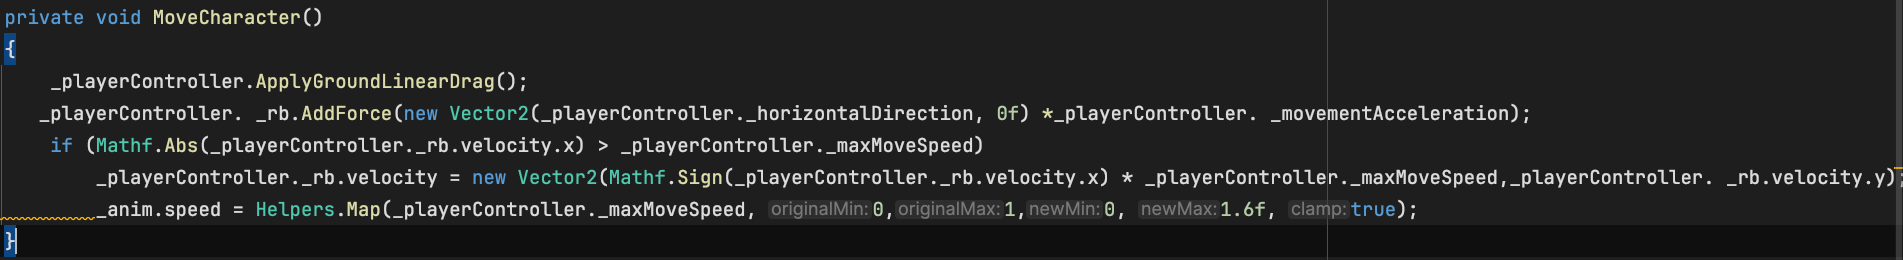 private void MoveCharacter()
{
_playerController.ApplyGroundLinearDrag();
_playerController. _rb.AddForce(new Vector2(_playerController._horizontalDirection, 0f) *_playerController. _movementAcceleration);
if (Mathf.Abs(_playerController._rb.velocity.x) > _playerController._maxMoveSpeed)
_playerController._rb.velocity = new Vector2(Mathf.Sign(_playerController._rb.velocity.x) * _playerController._maxMoveSpeed,_playerController. _rb.velocity.y);
_anim.speed = Helpers.Map(_playerController._maxMoveSpeed, originalMin:0,originalMax:1,newMin:0, newMax:1.6f, clamp:true);
}